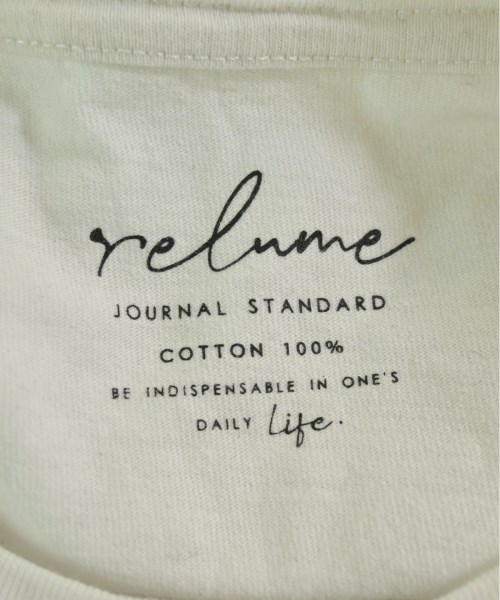 relume
JOURNAL STANDARD
COTTON 100%
BE INDISPENSABLE IN ONE'S
DAILY Life.